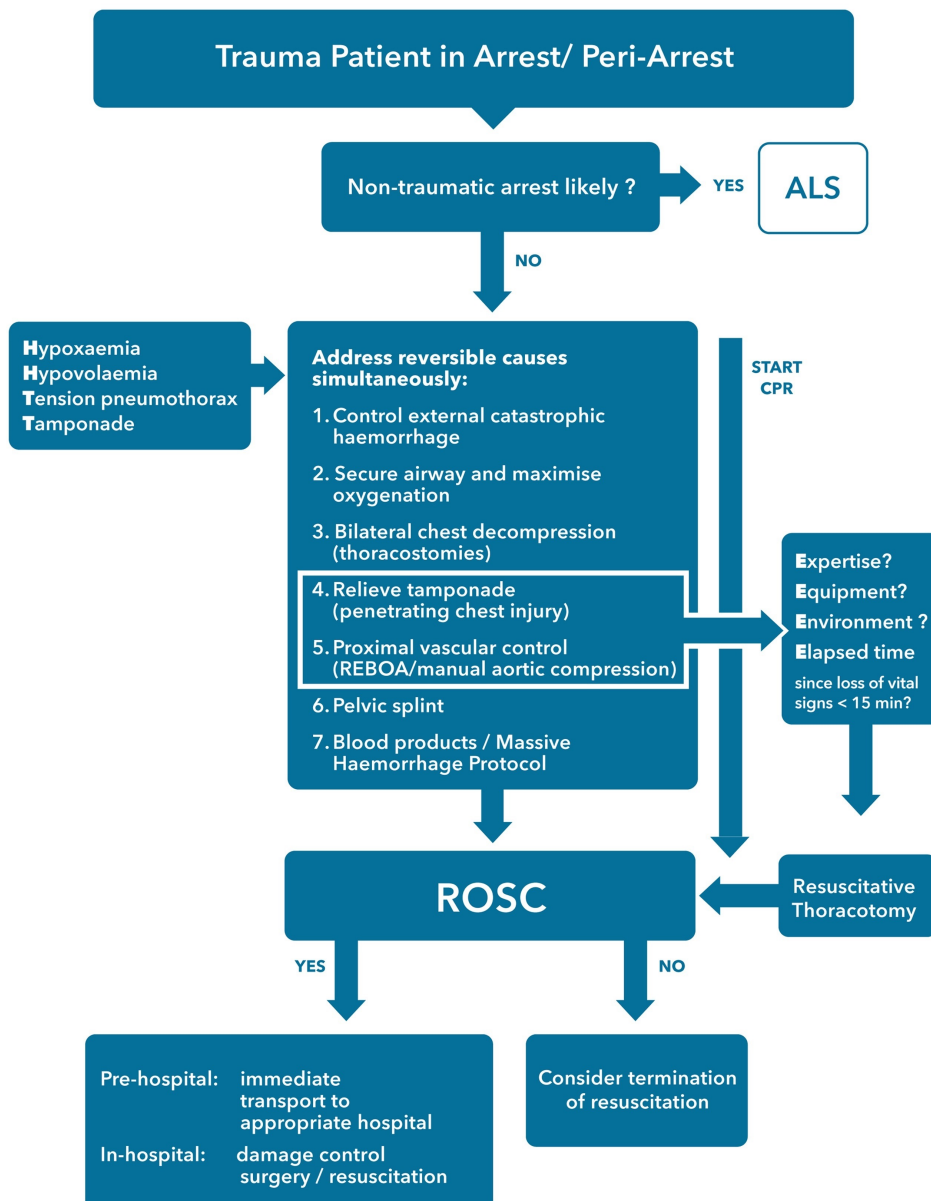 Trauma Patient in Arrest/ Peri-Arrest
Non-traumatic arrest likely ?
YES
ALS
NO
Hypoxaemia
Hypovolaemia
Tension pneumothorax
Tamponade
Address reversible causes
simultaneously:
1. Control external catastrophic
haemorrhage
2. Secure airway and maximise
oxygenation
3. Bilateral chest decompression
(thoracostomies)
4. Relieve tamponade
(penetrating chest injury)
5. Proximal vascular control
(REBOA/manual aortic compression)
6. Pelvic splint
7. Blood products / Massive
Haemorrhage Protocol
START
CPR
Expertise?
Equipment?
Environment ?
Elapsed time
since loss of vital
signs < 15 min?
Resuscitative
Thoracotomy
ROSC
YES
NO
Pre-hospital: immediate
transport to
appropriate hospital
In-hospital: damage control
surgery / resuscitation
Consider termination
of resuscitation